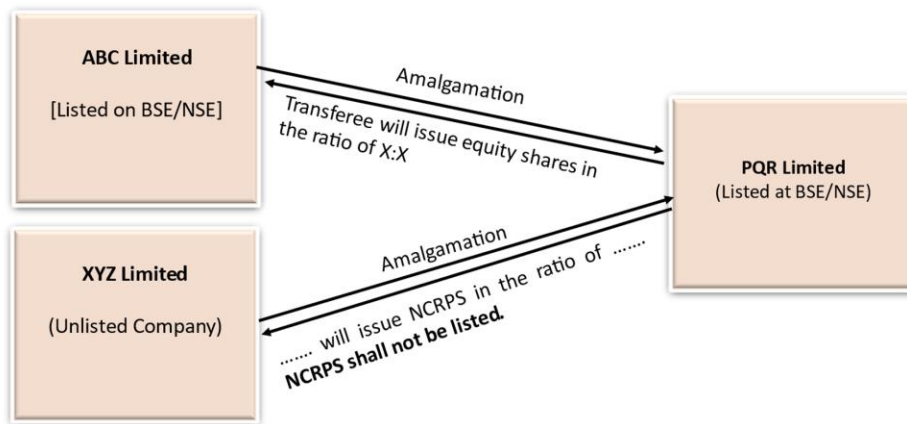 ABC Limited
[Listed on BSE/NSE]
Amalgamation
Transferee will issue equity shares in
the ratio of X:X
PQR Limited
(Listed at BSE/NSE)
XYZ Limited
(Unlisted Company)
Amalgamation
....... will issue NCRPS in the ratio of .......
NCRPS shall not be listed.